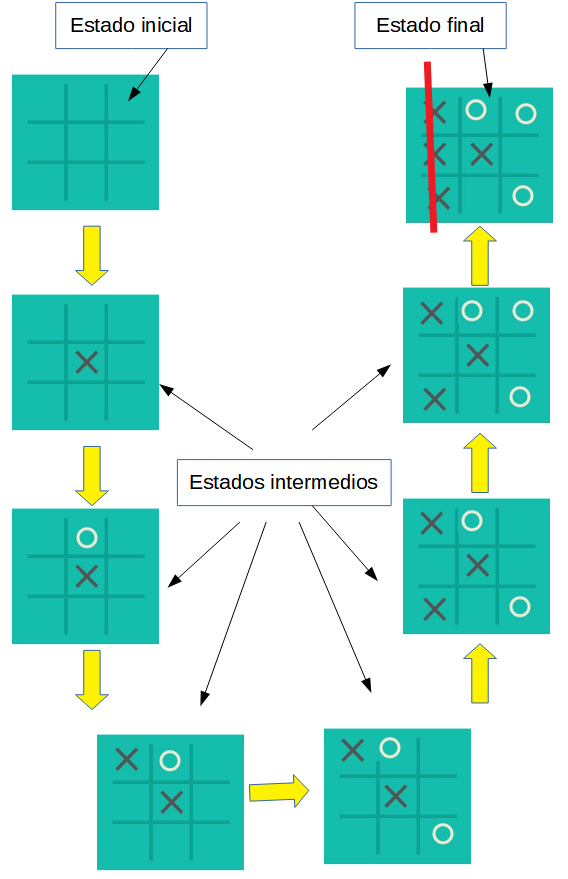 Estado inicial
Estado final
Estados intermedios